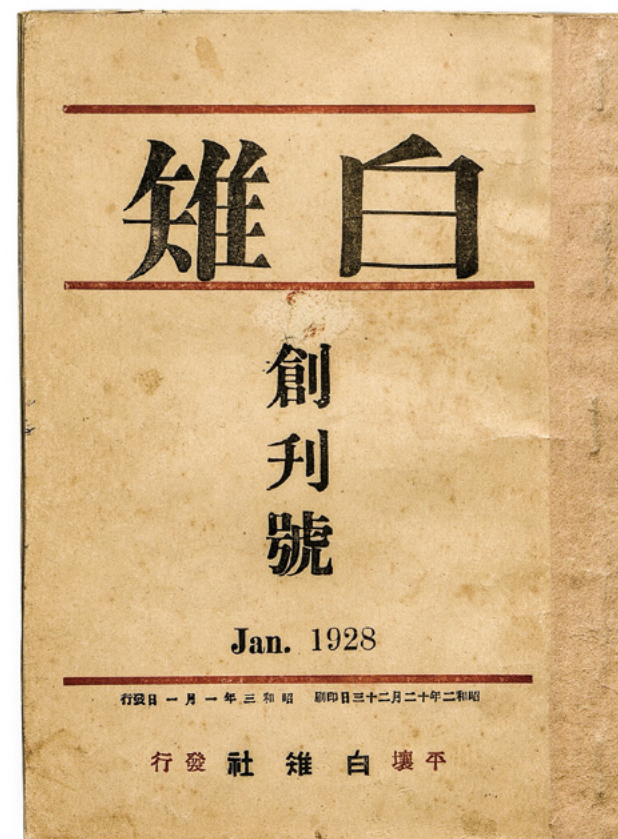 白雉
創刊號
Jan. 1928
昭和二年十二月二十三日印刷 昭和三年一月一日發行
平壤 白雉社 發行